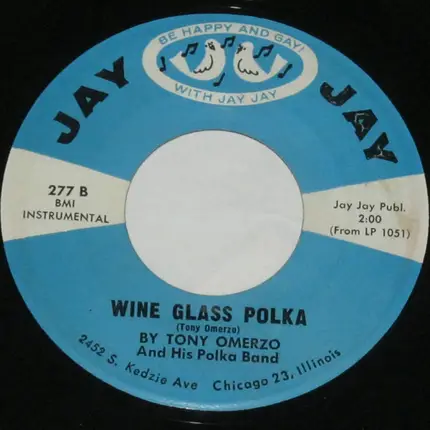 BE HAPPY AND GAY!
WITH JAY JAY
JAY JAY
277 B
BMI
INSTRUMENTAL
Jay Jay Publ.
2:00
(From LP 1051)
WINE GLASS POLKA
(Tony Omerzo)
BY TONY OMERZO
And His Polka Band
2452 S. Kedzie Ave Chicago 23, Illinois